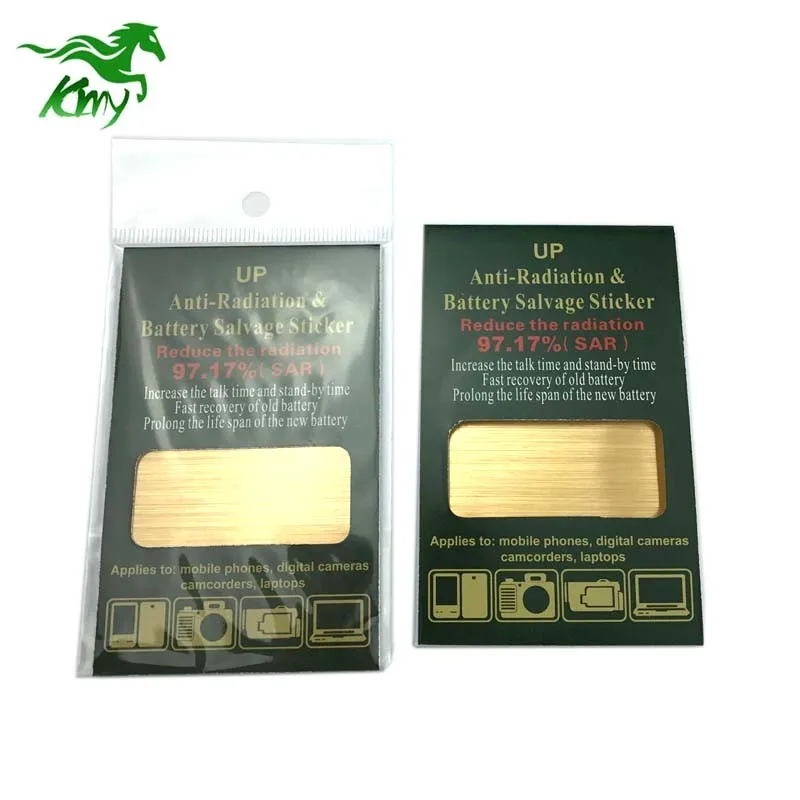 Kmy
UP
Anti-Radiation &
Battery Salvage Sticker
Reduce the radiation
97.17%( SAR )
Increase the talk time and stand-by time
Fast recovery of old battery
Prolong the life span of the new battery
Applies to: mobile phones, digital cameras
camcorders, laptops
UP
Anti-Radiation &
Battery Salvage Sticker
Reduce the radiation
97.17%( SAR )
Increase the talk time and stand-by time
Fast recovery of old battery
Prolong the life span of the new battery
Applies to: mobile phones, digital cameras
camcorders, laptops